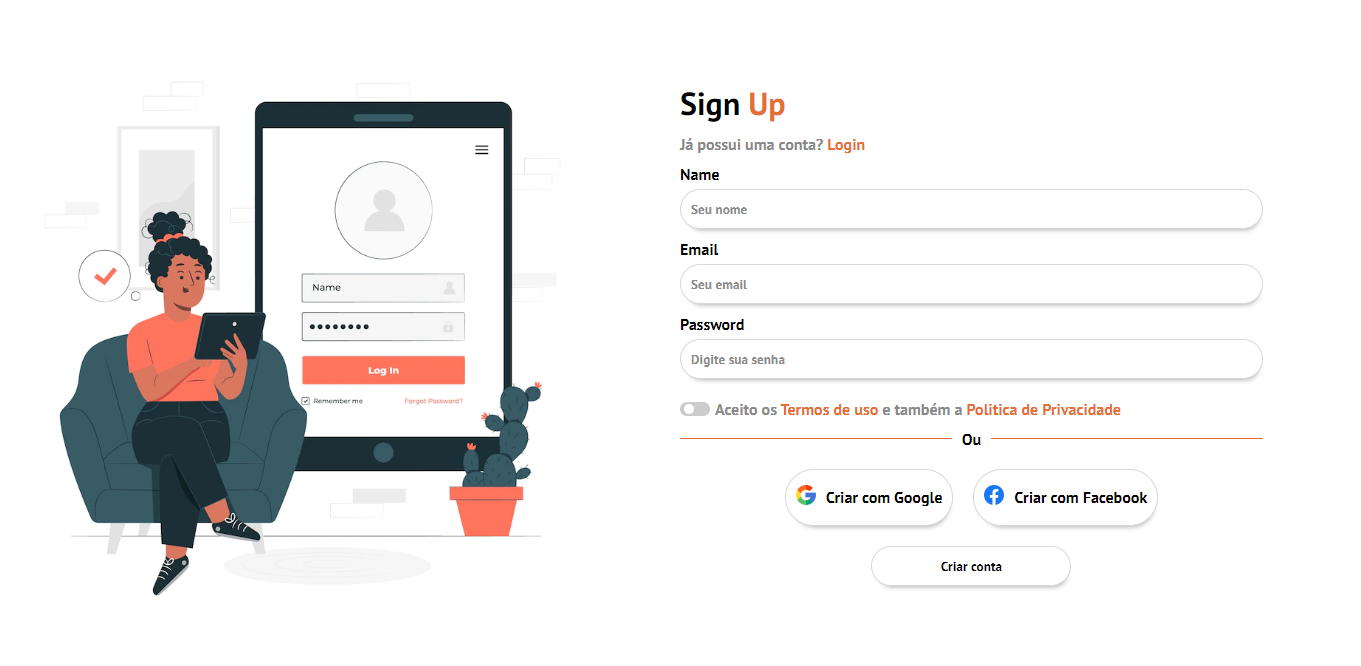 Name
●●●●●●●●
Log In
Remember me
Forgot Password?
Sign Up
Já possui uma conta? Login
Name
Seu nome
Email
Seu email
Password
Digite sua senha
Aceito os Termos de uso e também a Politica de Privacidade
Ou
Criar com Google
Criar com Facebook
Criar conta